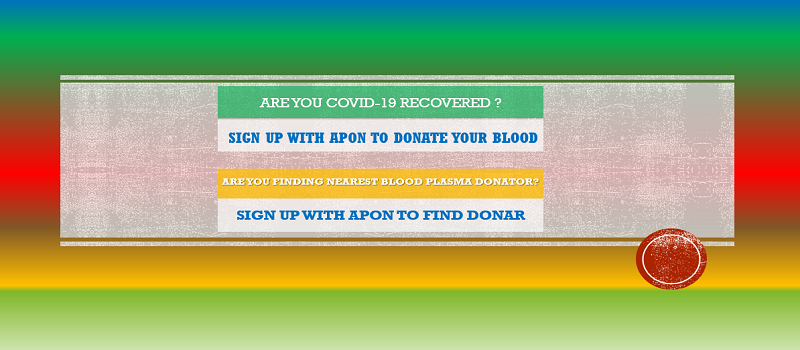 ARE YOU COVID-19 RECOVERED ?
SIGN UP WITH APON TO DONATE YOUR BLOOD
ARE YOU FINDING NEAREST BLOOD PLASMA DONATOR?
SIGN UP WITH APON TO FIND DONAR